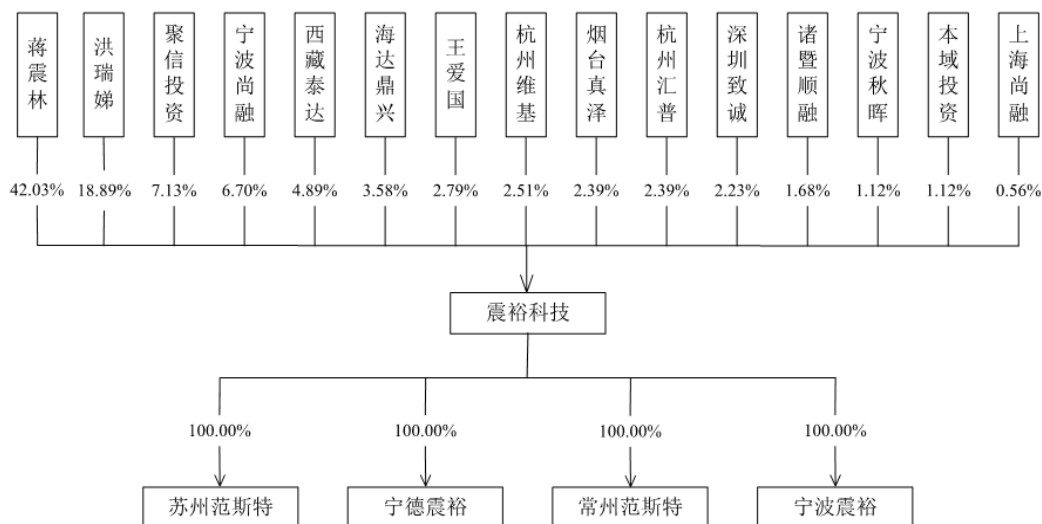 蒋震林
洪瑞娣
聚信投资
宁波尚融
西藏泰达
海达鼎兴
王爱国
杭州维基
烟台真泽
杭州汇普
深圳致诚
诸暨顺融
宁波秋晖
本域投资
上海尚融
42.03%
18.89%
7.13%
6.70%
4.89%
3.58%
2.79%
2.51%
2.39%
2.39%
2.23%
1.68%
1.12%
1.12%
0.56%
震裕科技
100.00%
100.00%
100.00%
100.00%
苏州范斯特
宁德震裕
常州范斯特
宁波震裕